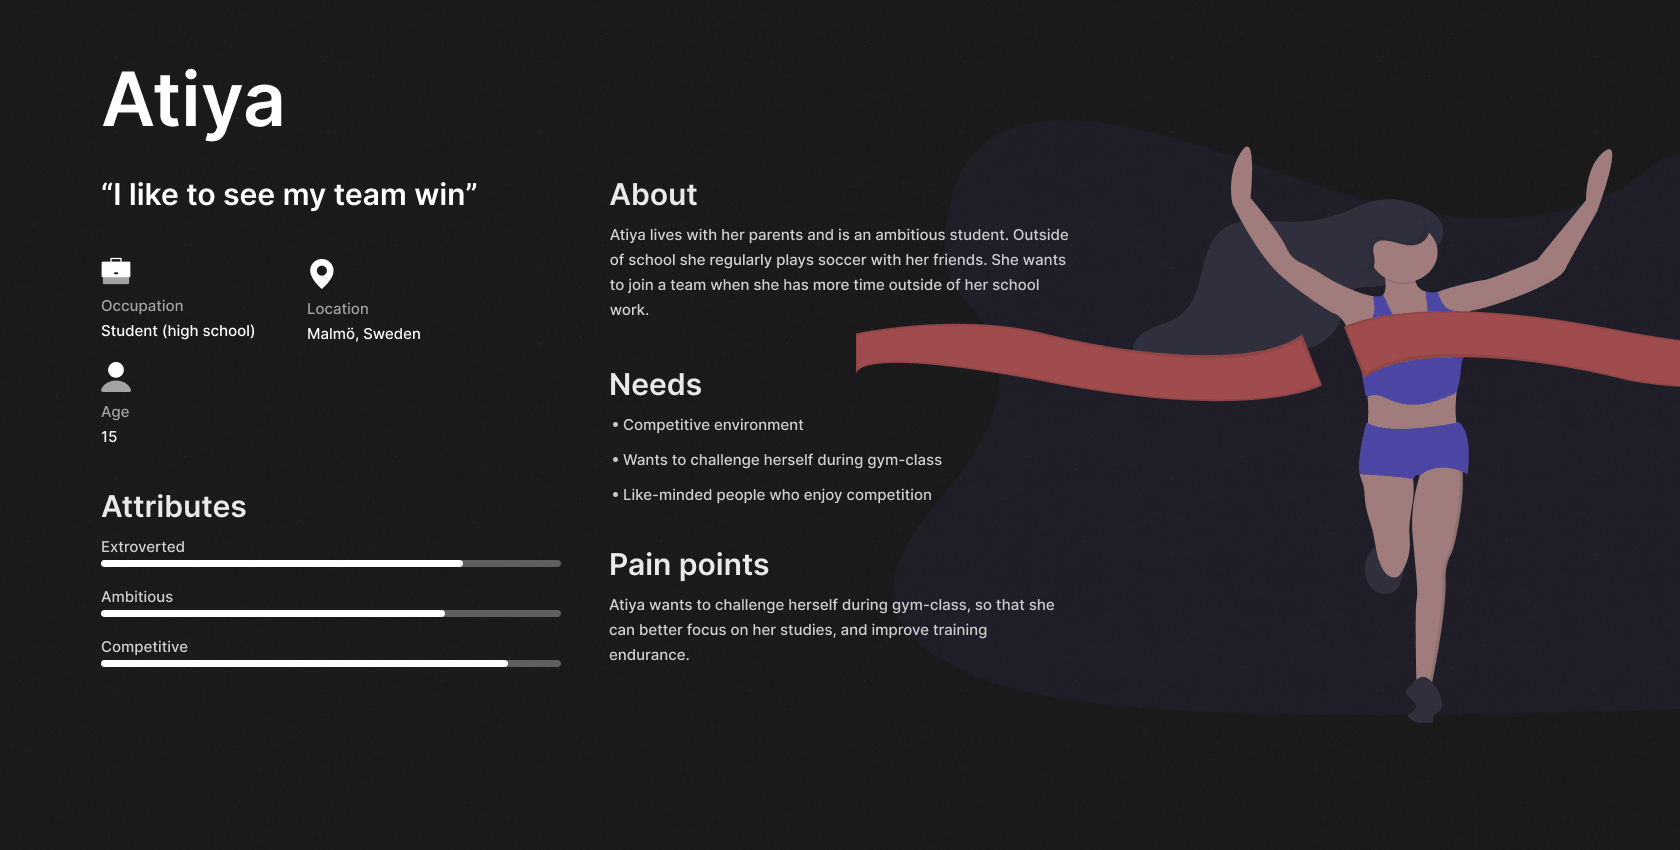 Atiya
“I like to see my team win”
Occupation
Student (high school)
Location
Malmö, Sweden
Age
15
Attributes
Extroverted
Ambitious
Competitive
About
Atiya lives with her parents and is an ambitious student. Outside
of school she regularly plays soccer with her friends. She wants
to join a team when she has more time outside of her school
work.
Needs
• Competitive environment
• Wants to challenge herself during gym-class
• Like-minded people who enjoy competition
Pain points
Atiya wants to challenge herself during gym-class, so that she
can better focus on her studies, and improve training
endurance.